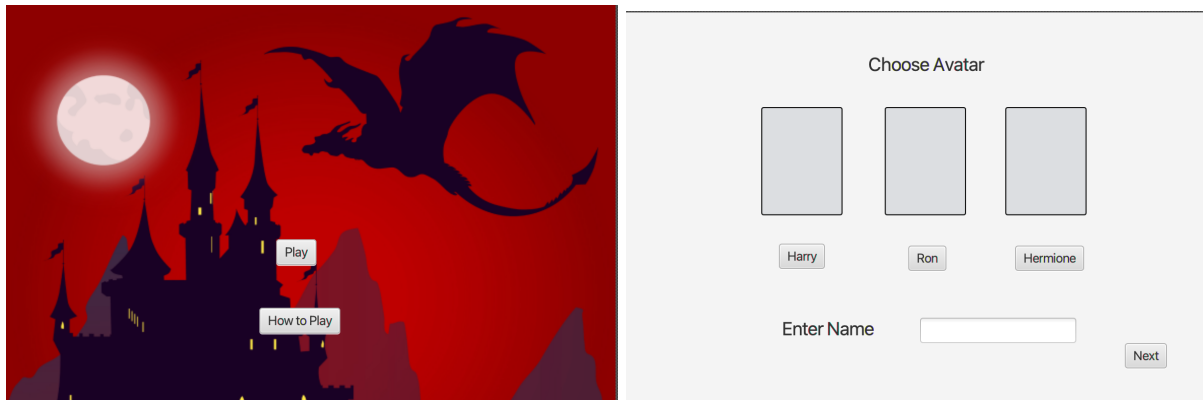 Play
How to Play
Choose Avatar
Harry
Ron
Hermione
Enter Name
Next